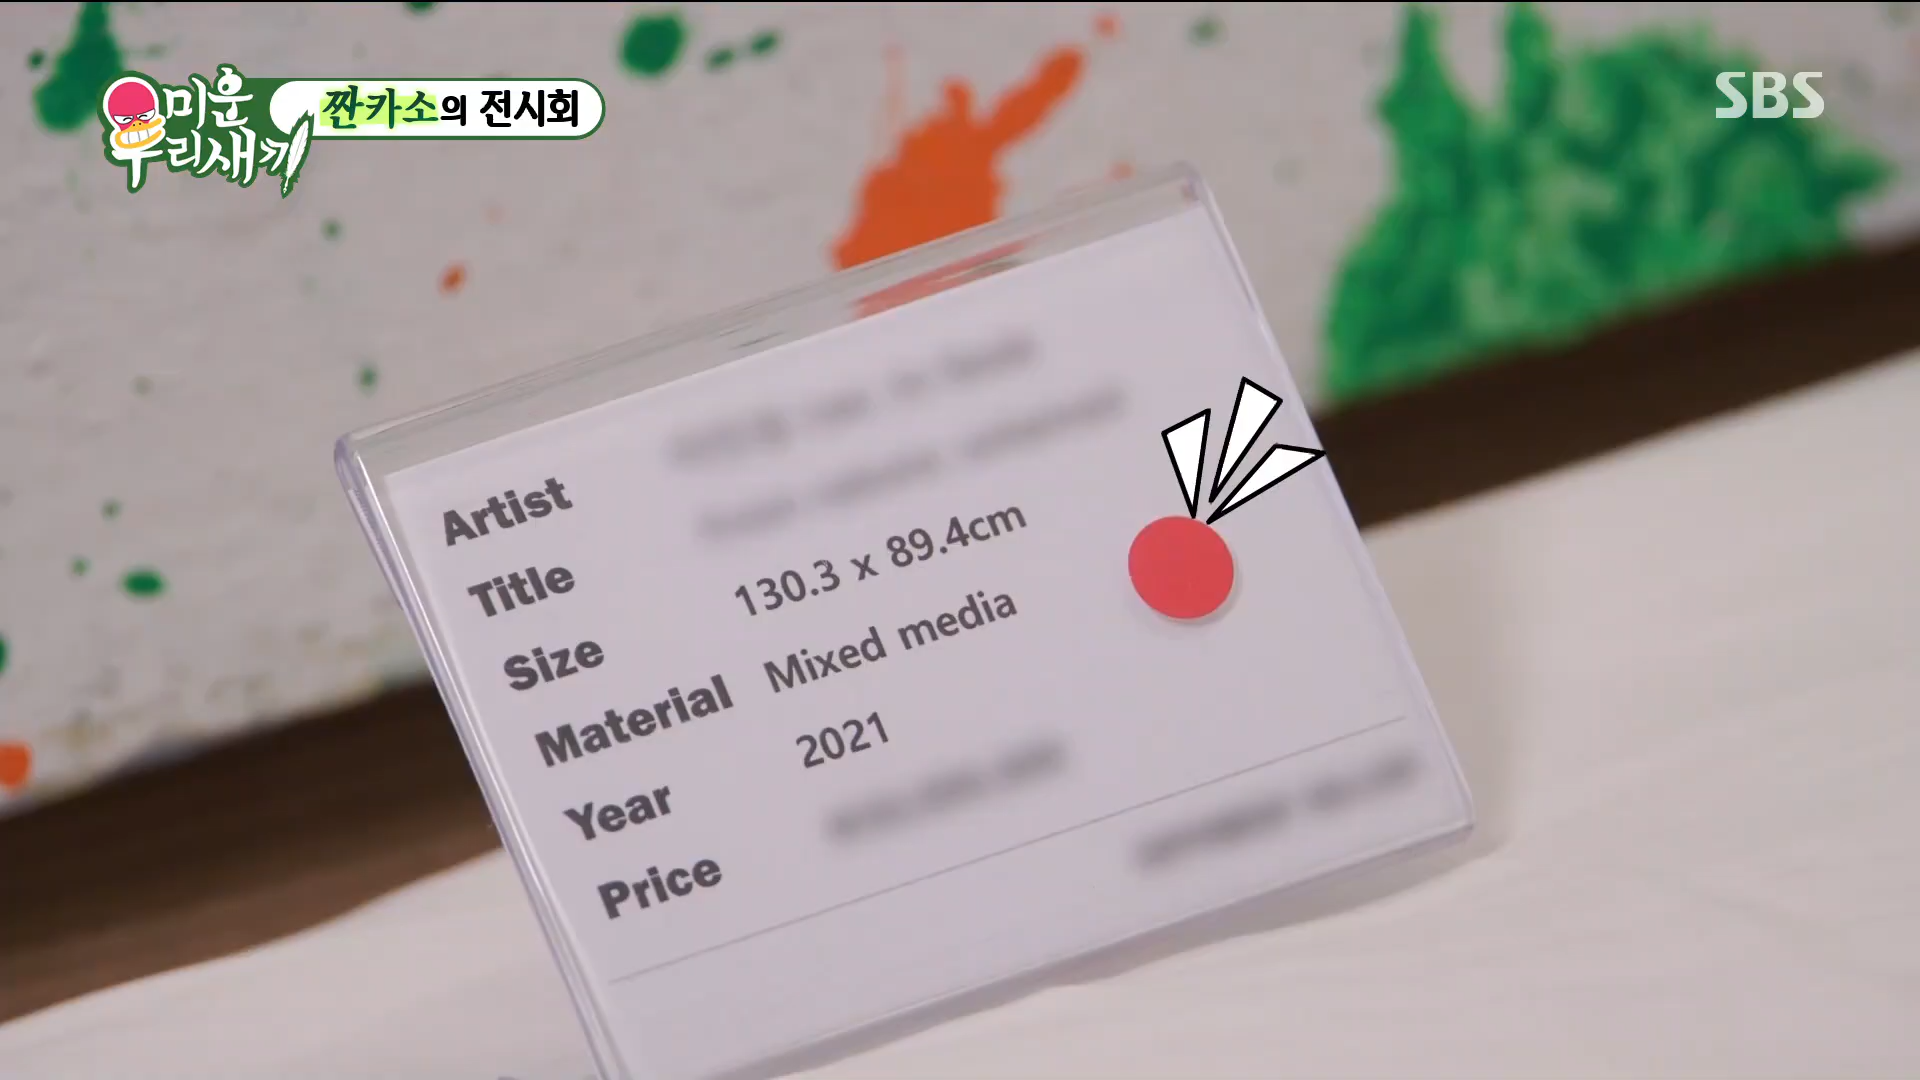 미운
우리새끼
짠카소의 전시회
SBS
Artist
Title
Size 130.3 x 89.4cm
Material Mixed media
Year 2021
Price